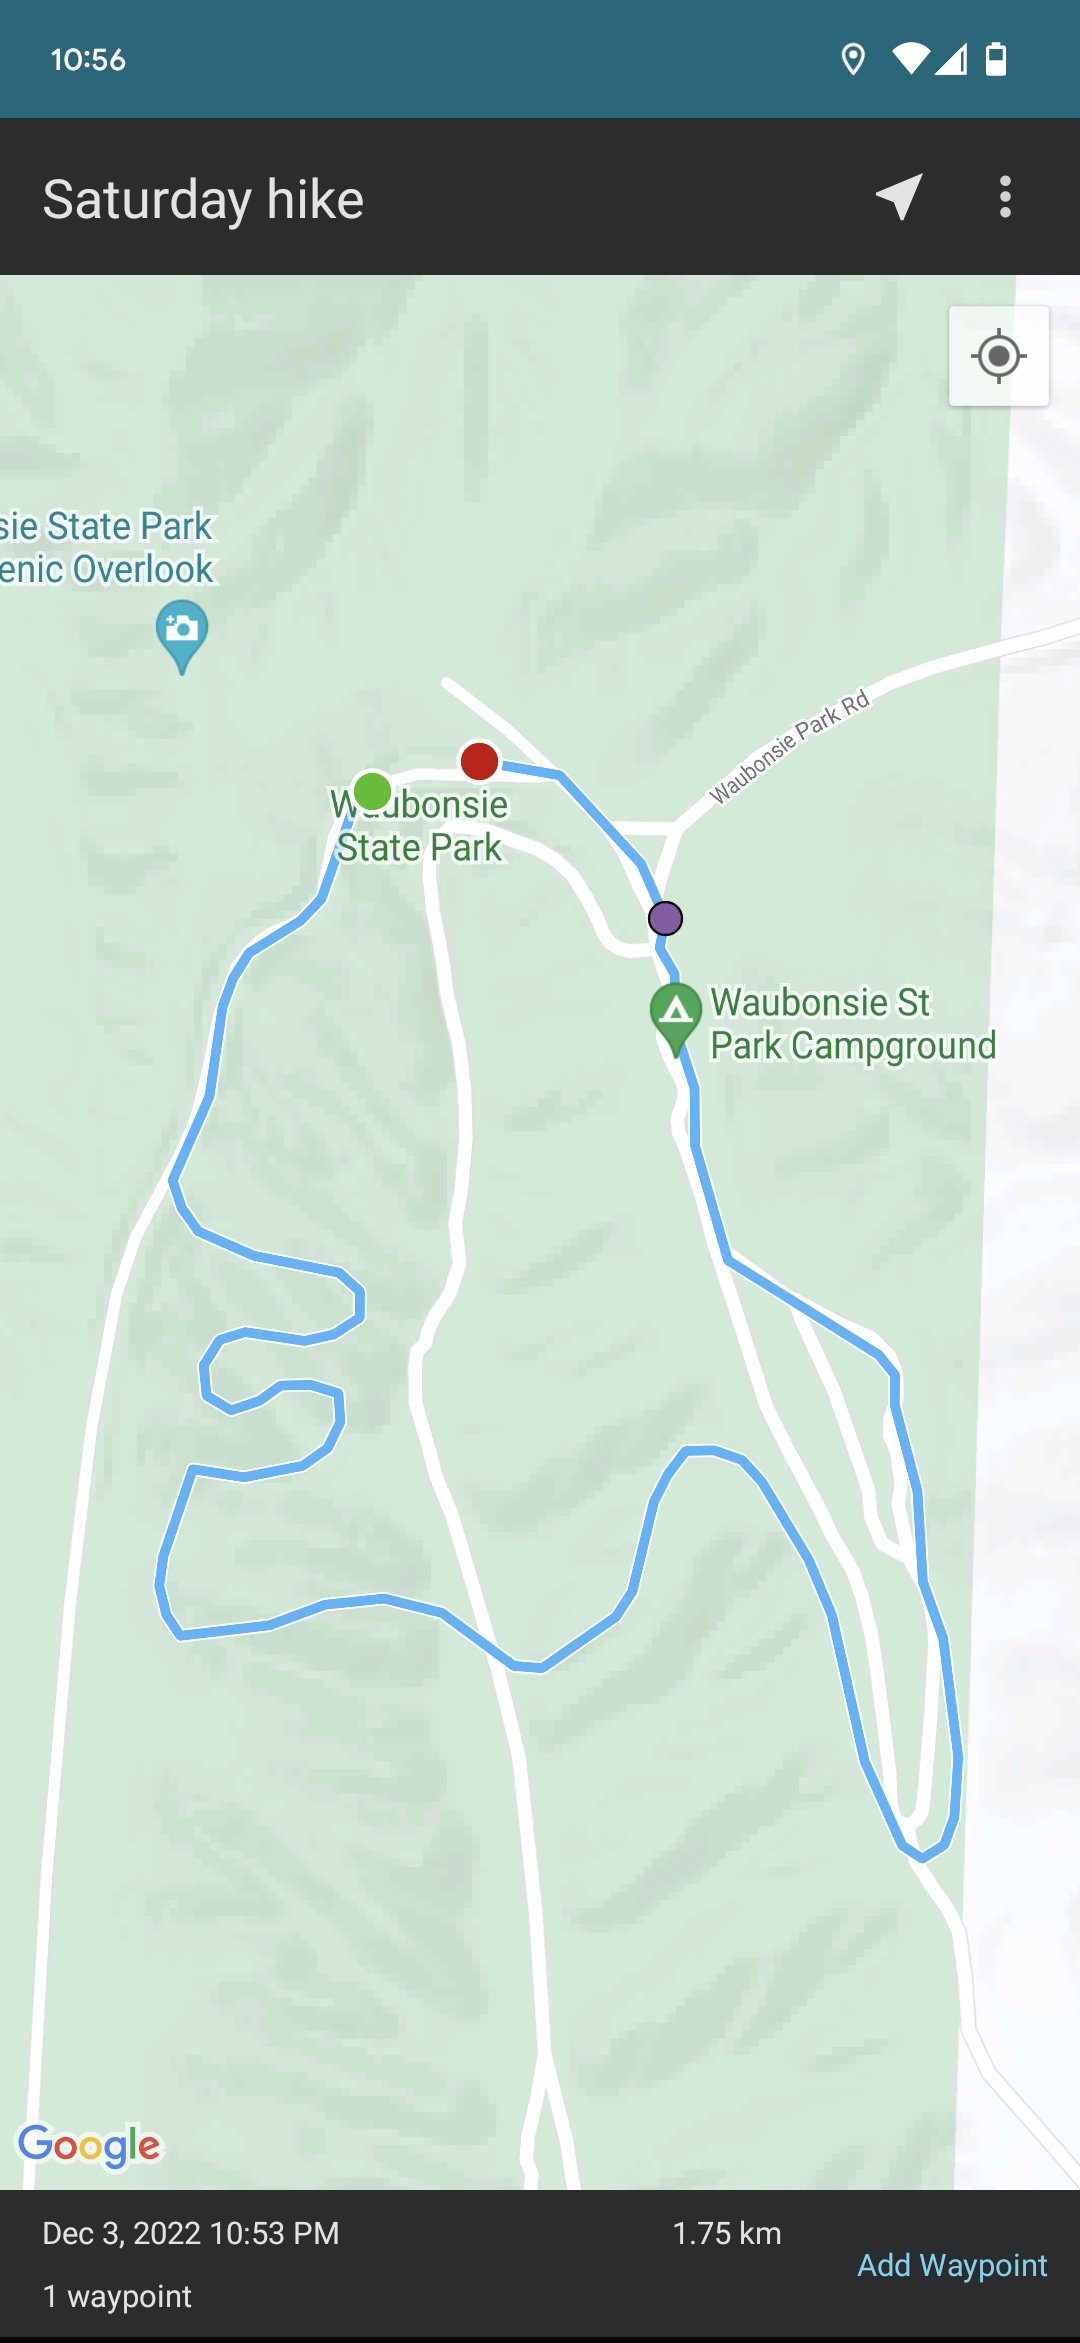 10:56
Saturday hike
sie State Park
enic Overlook
Waubonsie Park Rd
Waubonsie
State Park
Waubonsie St
Park Campground
Google
Dec 3, 2022 10:53 PM
1.75 km
Add Waypoint
1 waypoint